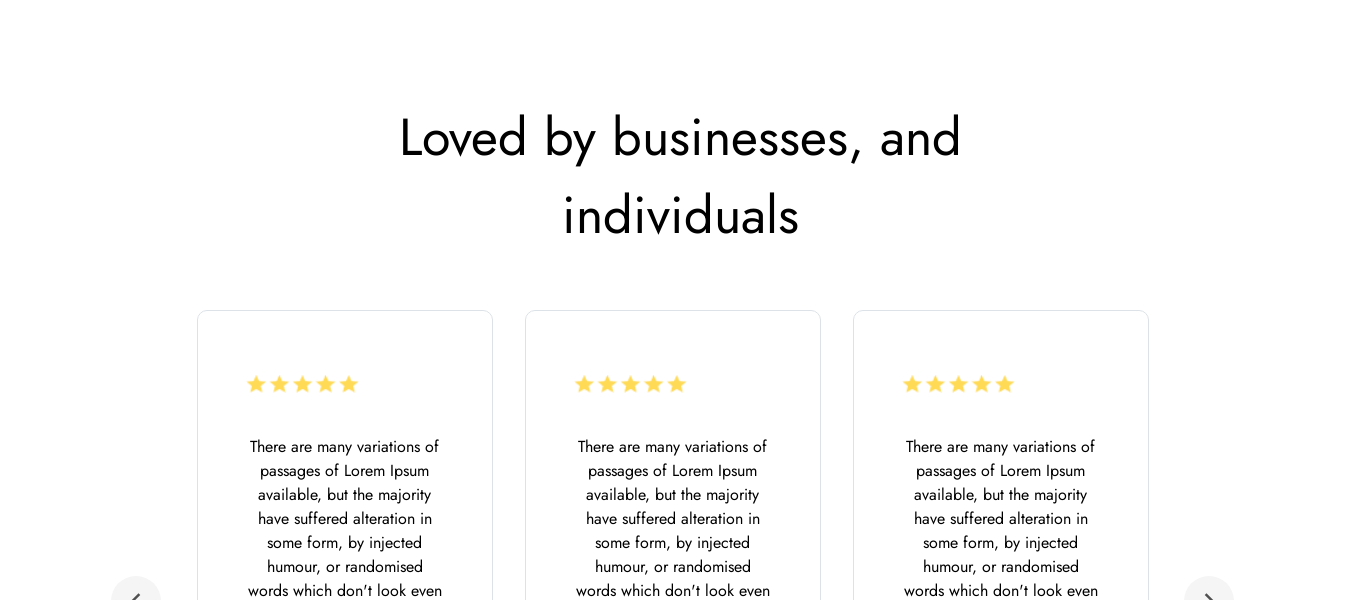 Loved by businesses, and
individuals
There are many variations of
passages of Lorem Ipsum
available, but the majority
have suffered alteration in
some form, by injected
humour, or randomised
words which don't look even
There are many variations of
passages of Lorem Ipsum
available, but the majority
have suffered alteration in
some form, by injected
humour, or randomised
words which don't look even
There are many variations of
passages of Lorem Ipsum
available, but the majority
have suffered alteration in
some form, by injected
humour, or randomised
words which don't look even